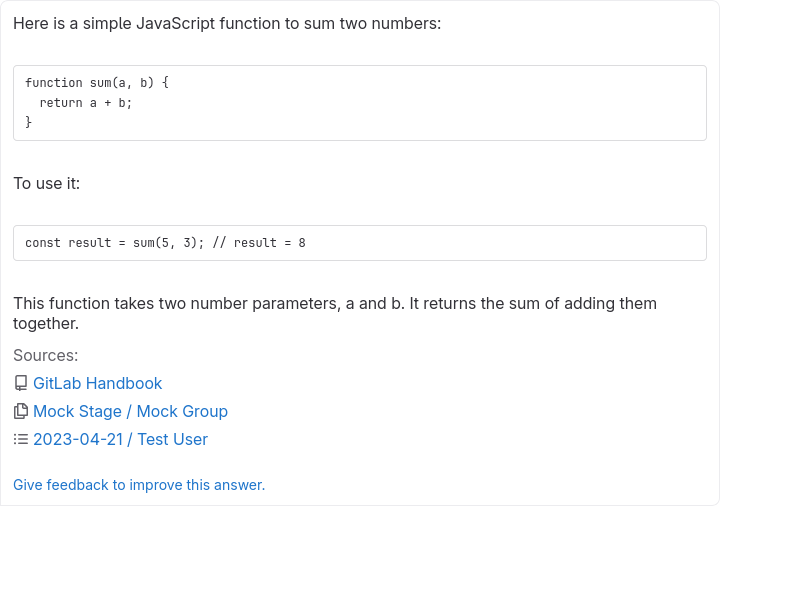 Here is a simple JavaScript function to sum two numbers:
function sum(a, b) {
  return a + b;
}
To use it:
const result = sum(5, 3); // result = 8
This function takes two number parameters, a and b. It returns the sum of adding them
together.
Sources:
GitLab Handbook
Mock Stage / Mock Group
2023-04-21 / Test User
Give feedback to improve this answer.